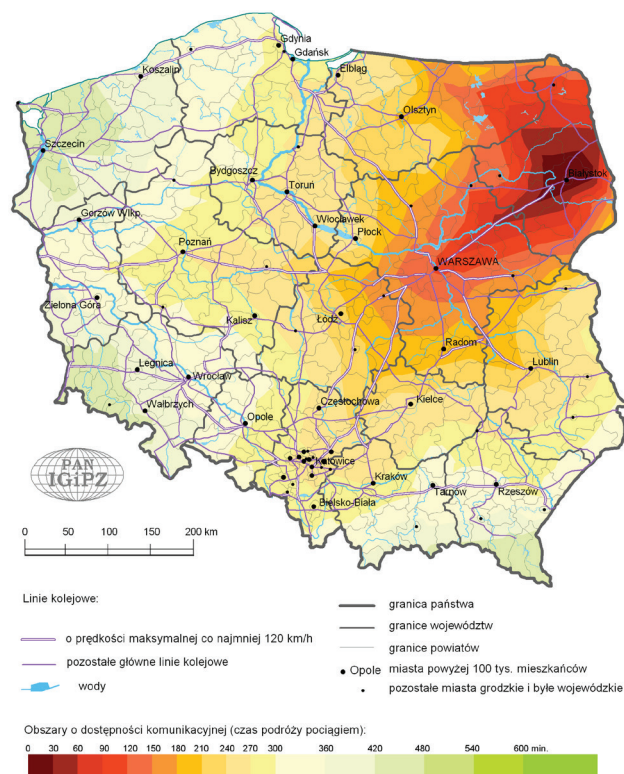 Gdynia
Gdańsk
Koszalin
Elbląg
Olsztyn
Szczecin
Białystok
Bydgoszcz
Toruń
Gorzów Wlkp.
Włocławek
Płock
Poznań
WARSZAWA
Zielona Góra
Kalisz
Łódź
Radom
Legnica
Lublin
Wrocław
Wałbrzych
Częstochowa
Kielce
Opole
Katowice
Kraków
Tarnów
Rzeszów
Bielsko-Biała
PAN
IGiPZ
0 50 100 150 200 km
Linie kolejowe:
o prędkości maksymalnej co najmniej 120 km/h
pozostałe główne linie kolejowe
wody
granica państwa
granice województw
granice powiatów
Opole miasta powyżej 100 tys. mieszkańców
pozostałe miasta grodzkie i byłe wojewódzkie
Obszary o dostępności komunikacyjnej (czas podróży pociągiem):
0 30 60 90 120 150 180 210 240 270 300 360 420 480 540 600 min.